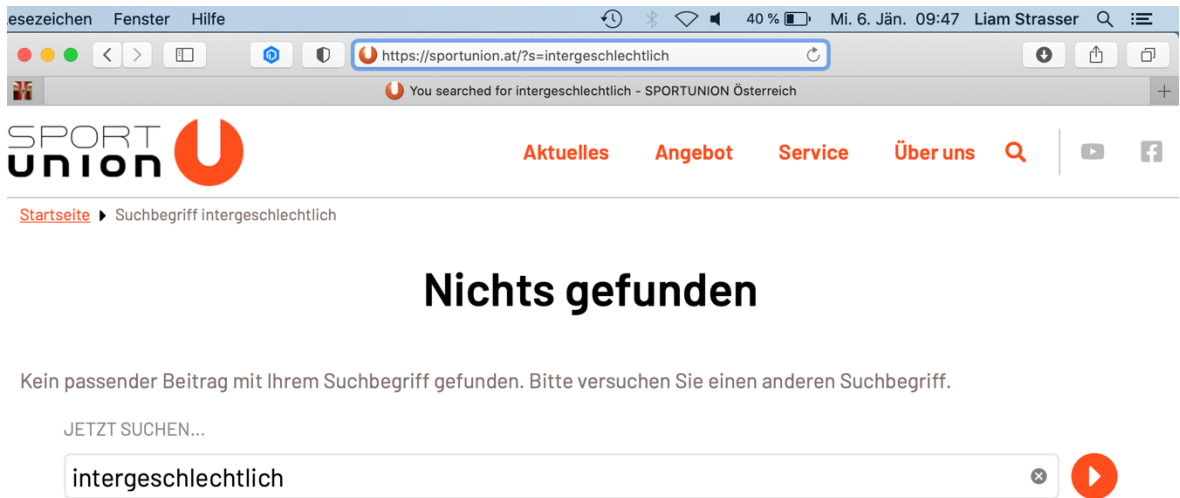 esezeichen Fenster Hilfe 40 % Mi. 6. Jän. 09:47 Liam Strasser
https://sportunion.at/?s=intergeschlechtlich
You searched for intergeschlechtlich - SPORTUNION Österreich
SPORT
union
Aktuelles Angebot Service Über uns
Startseite Suchbegriff intergeschlechtlich
Nichts gefunden
Kein passender Beitrag mit Ihrem Suchbegriff gefunden. Bitte versuchen Sie einen anderen Suchbegriff.
JETZT SUCHEN...
intergeschlechtlich